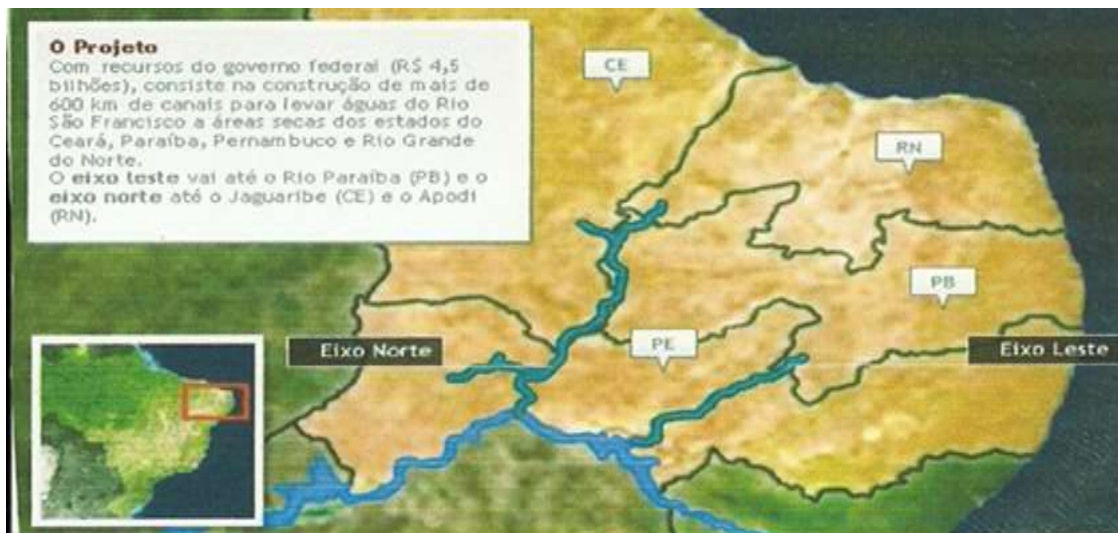 O Projeto
Com recursos do governo federal (R$ 4,5
bilhões), consiste na construção de mais de
600 km de canais para levar águas do Rio
São Francisco a áreas secas dos estados do
Ceará, Paraíba, Pernambuco e Rio Grande
do Norte.
O eixo leste vai até o Rio Paraíba (PB) e o
eixo norte até o Jaguaribe (CE) e o Apodi
(RN).
CE
RN
PB
PE
Eixo Norte
Eixo Leste